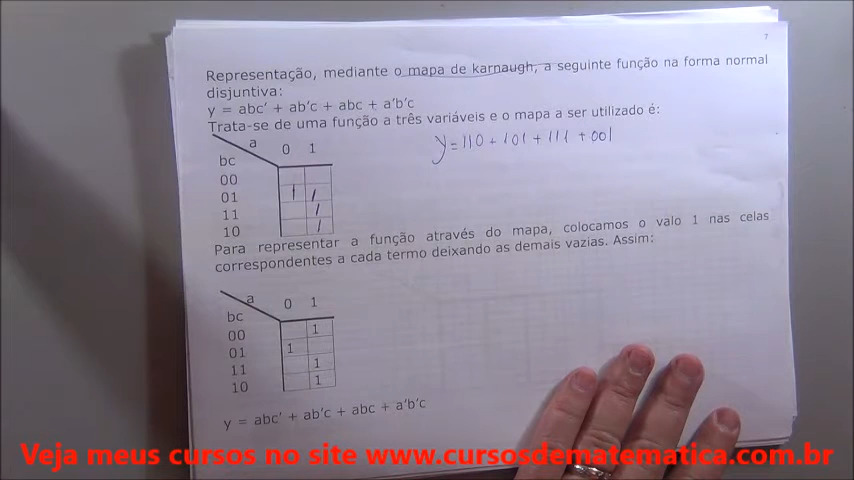 7
Representação, mediante o mapa de karnaugh, a seguinte função na forma normal
disjuntiva:
y = abc' + ab'c + abc + a'b'c
Trata-se de uma função a três variáveis e o mapa a ser utilizado é:
y = 110 + 101 + 111 + 001
a 0 1
bc
00
01 1 1
11 1
10 1
Para representar a função através do mapa, colocamos o valo 1 nas celas
correspondentes a cada termo deixando as demais vazias. Assim:
a 0 1
bc
00 1
01 1
11 1
10 1
y = abc' + ab'c + abc + a'b'c
Veja meus cursos no site www.cursosdematematica.com.br